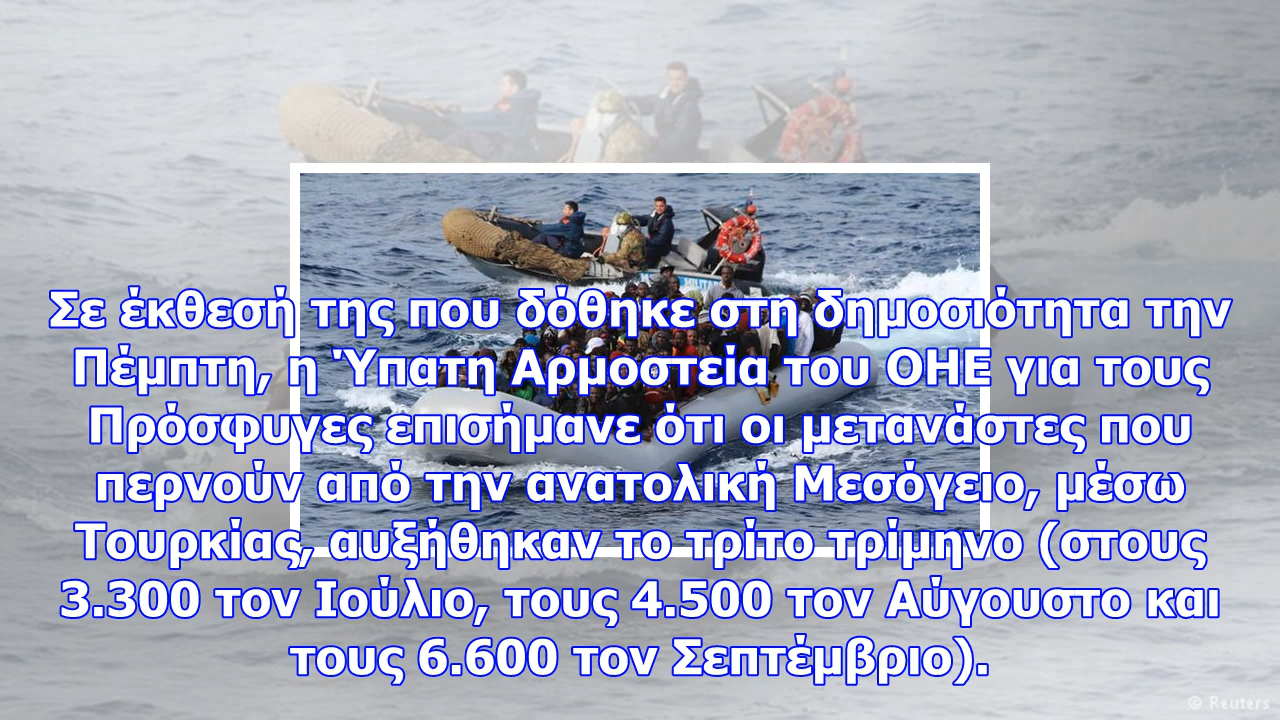 Σε έκθεσή της που δόθηκε στη δημοσιότητα την
Πέμπτη, η Ύπατη Αρμοστεία του ΟΗΕ για τους
Πρόσφυγες επισήμανε ότι οι μετανάστες που
περνούν από την ανατολική Μεσόγειο, μέσω
Τουρκίας, αυξήθηκαν το τρίτο τρίμηνο (στους
3.300 τον Ιούλιο, τους 4.500 τον Αύγουστο και
τους 6.600 τον Σεπτέμβριο).
© Reuters